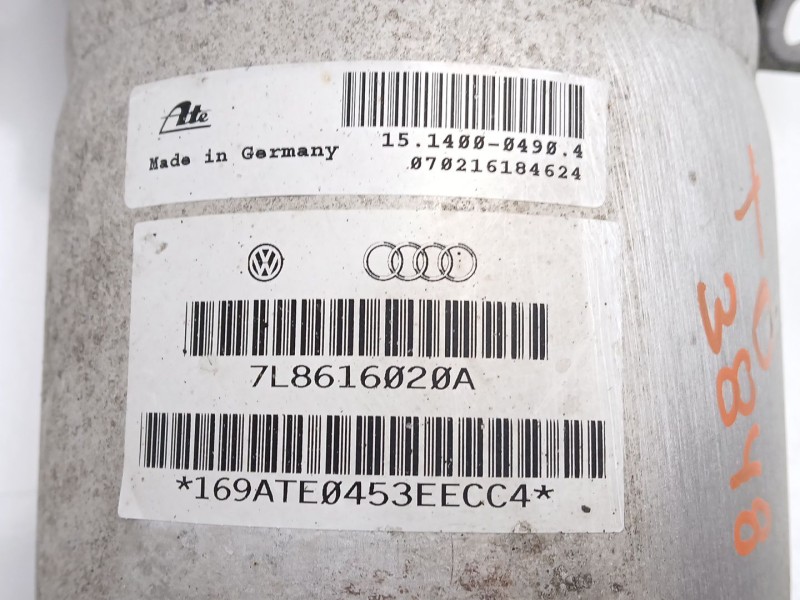 Ate
Made in Germany
15.1400-0490.4
070216184624
7L8616020A
*169ATE0453EECC4*
3848